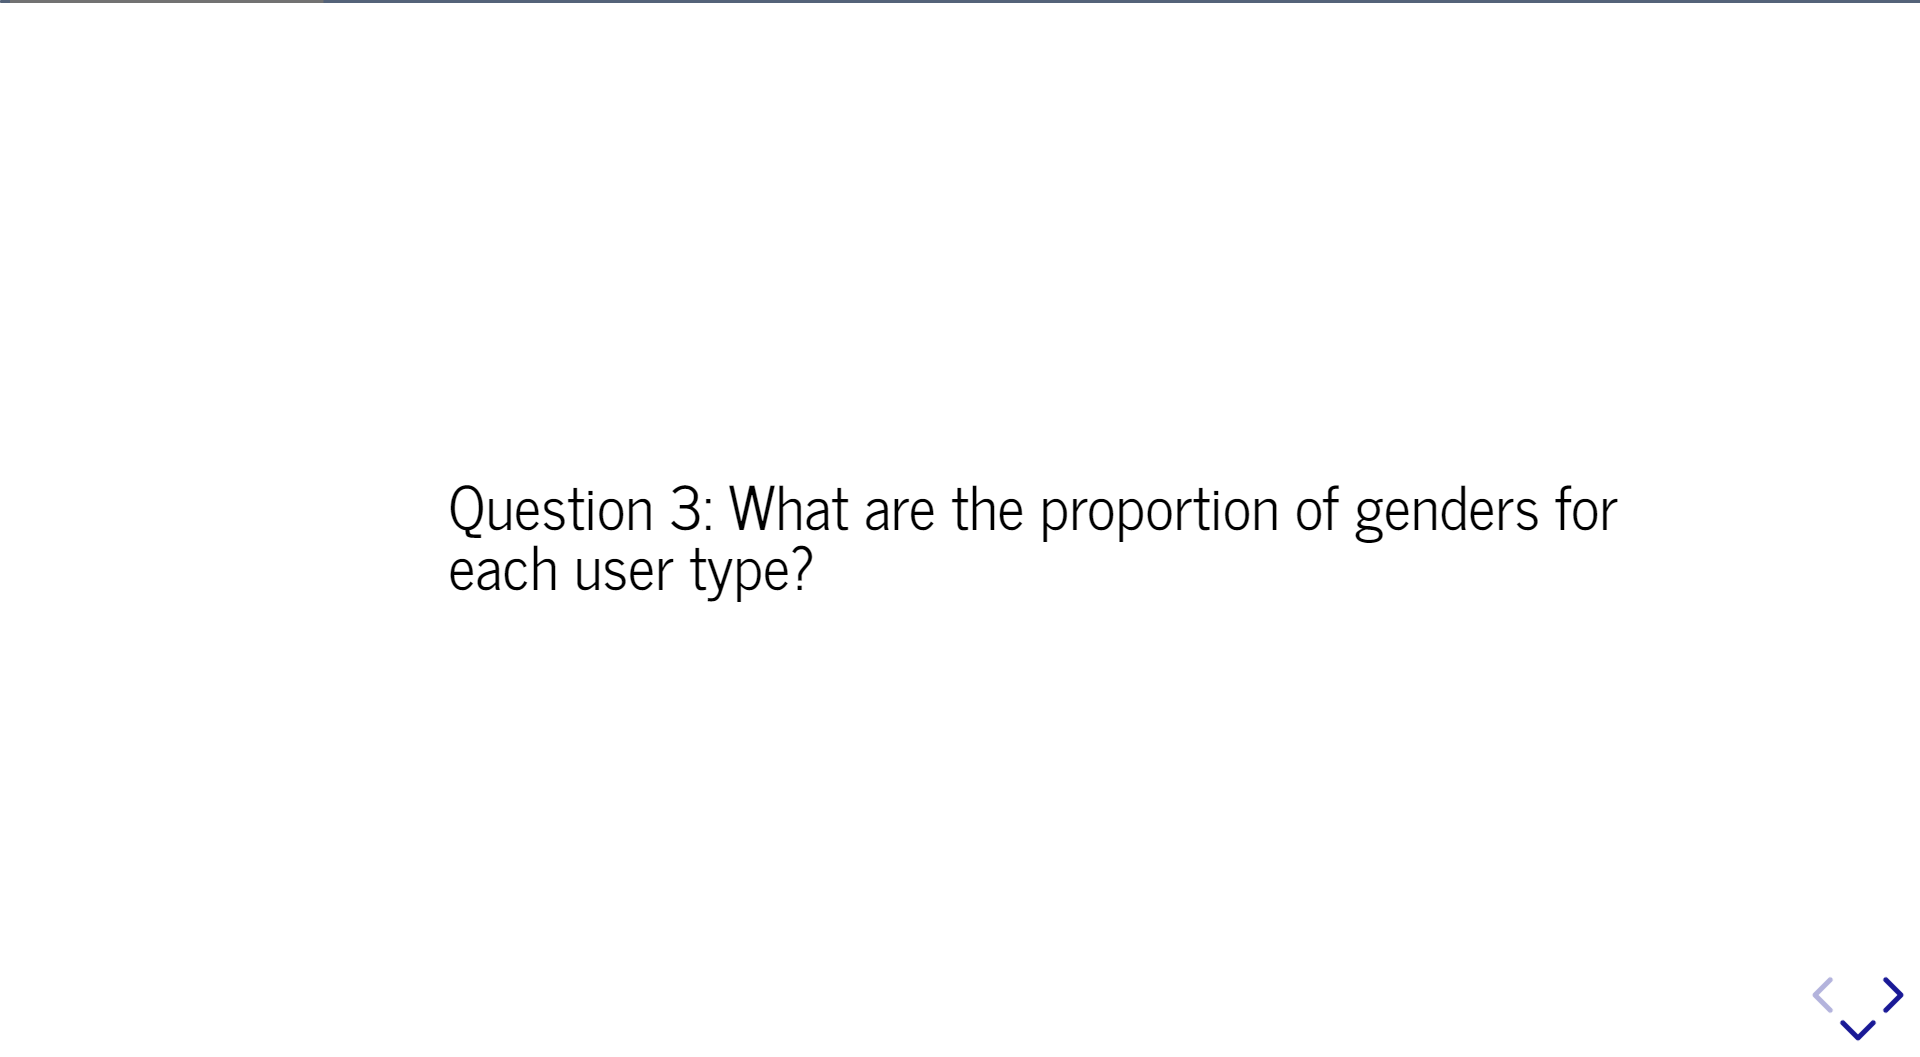 Question 3: What are the proportion of genders for
each user type?